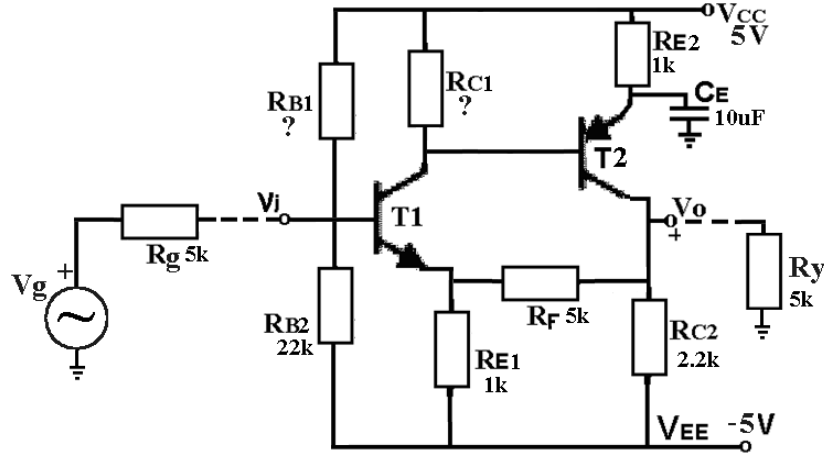 VCC
5V
RE2
1k
CE
10uF
RB1
?
RC1
?
T2
Vi
T1
Vo
+
Rg 5k
Vg
+
Ry
5k
RF 5k
RB2
22k
RE1
1k
RC2
2.2k
VEE -5V